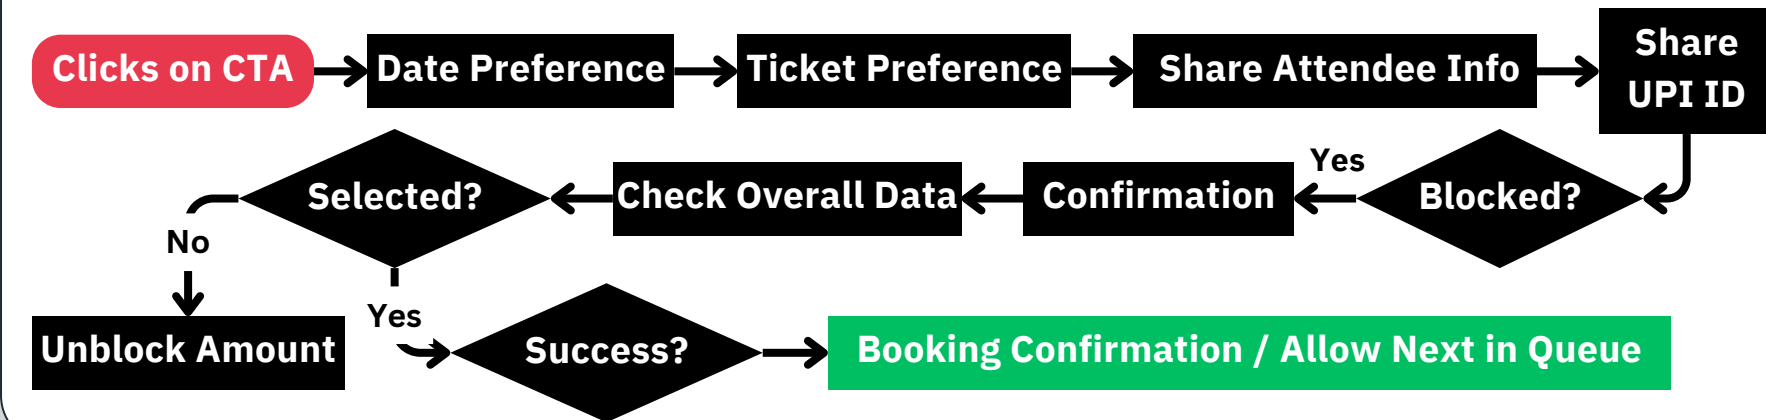 Clicks on CTA
Date Preference
Ticket Preference
Share Attendee Info
Share
UPI ID
Blocked?
Yes
Confirmation
Check Overall Data
Selected?
No
Unblock Amount
Yes
Success?
Booking Confirmation / Allow Next in Queue